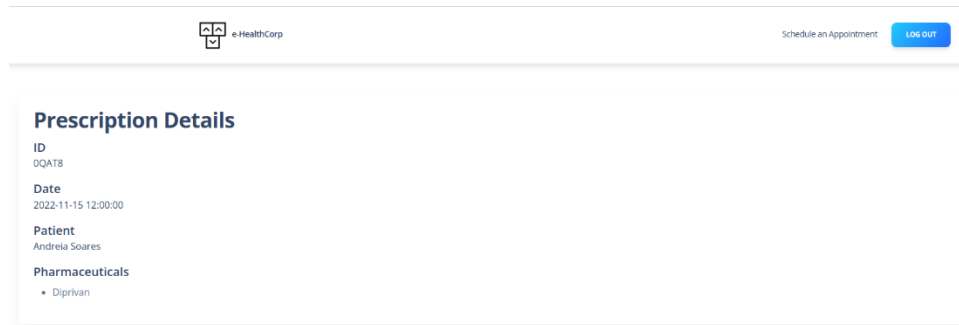 e-HealthCorp
Schedule an Appointment
LOG OUT
Prescription Details
ID
0QAT8
Date
2022-11-15 12:00:00
Patient
Andreia Soares
Pharmaceuticals
• Diprivan